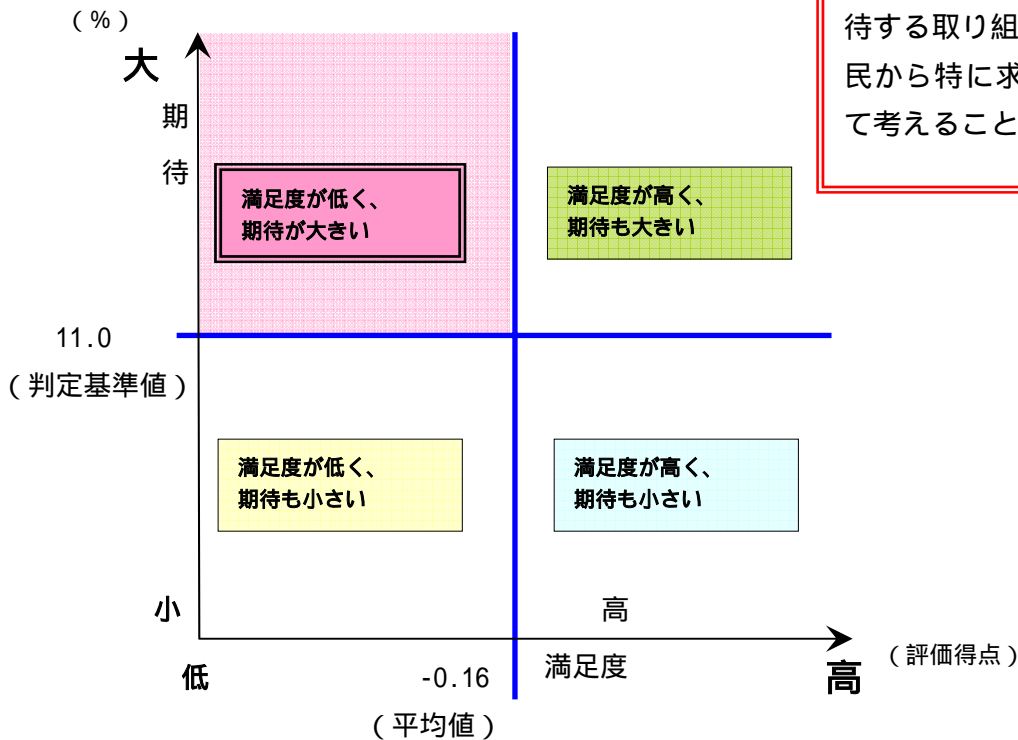 （％）
大
期
待
待する取り組
民から特に求
て考えること
満足度が低く、
期待が大きい
満足度が高く、
期待も大きい
11.0
（判定基準値）
満足度が低く、
期待も小さい
満足度が高く、
期待も小さい
小
高
低
-0.16
（平均値）
満足度
高
（評価得点）